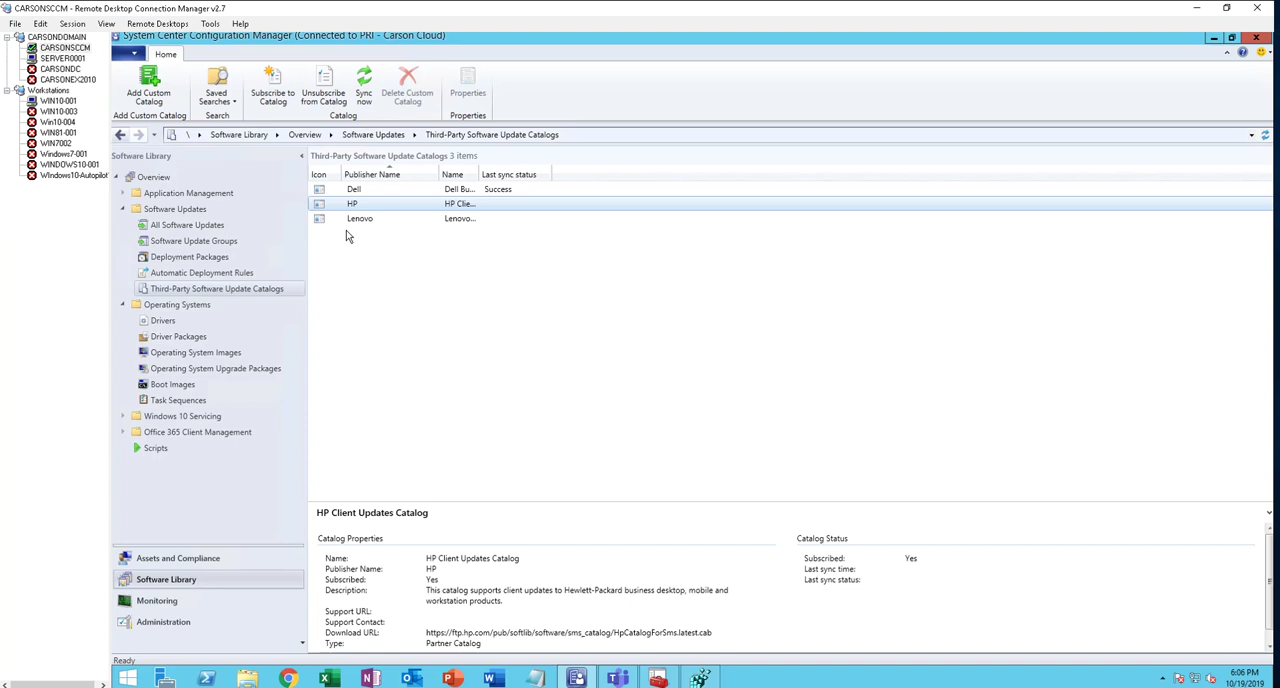 CARSONSCCM - Remote Desktop Connection Manager v2.7
File Edit Session View Remote Desktops Tools Help
CARSONDOMAIN
CARSONSCCM
SERVER0001
CARSONDC
CARSONEX2010
Workstations
WIN10-001
WIN10-003
Win10-004
WIN81-001
WIN7002
Windows7-001
WINDOWS10-001
Windows10-Autopilot
System Center Configuration Manager (Connected to PRI - Carson Cloud)
Home
Add Custom Catalog
Saved Searches
Subscribe to Catalog
Unsubscribe from Catalog
Sync now
Delete Custom Catalog
Properties
Add Custom Catalog Search Catalog Properties
\ Software Library Overview Software Updates Third-Party Software Update Catalogs
Software Library
Overview
Application Management
Software Updates
All Software Updates
Software Update Groups
Deployment Packages
Automatic Deployment Rules
Third-Party Software Update Catalogs
Operating Systems
Drivers
Driver Packages
Operating System Images
Operating System Upgrade Packages
Boot Images
Task Sequences
Windows 10 Servicing
Office 365 Client Management
Scripts
Assets and Compliance
Software Library
Monitoring
Administration
Third-Party Software Update Catalogs 3 items
Icon Publisher Name Name Last sync status
Dell Dell Bu... Success
HP HP Clie...
Lenovo Lenovo...
HP Client Updates Catalog
Catalog Properties
Name: HP Client Updates Catalog
Publisher Name: HP
Subscribed: Yes
Description: This catalog supports client updates to Hewlett-Packard business desktop, mobile and
workstation products.
Support URL:
Support Contact:
Download URL: https://ftp.hp.com/pub/softlib/software/sms_catalog/HpCatalogForSms.latest.cab
Type: Partner Catalog
Catalog Status
Subscribed: Yes
Last sync time:
Last sync status:
Ready
6:06 PM
10/19/2019